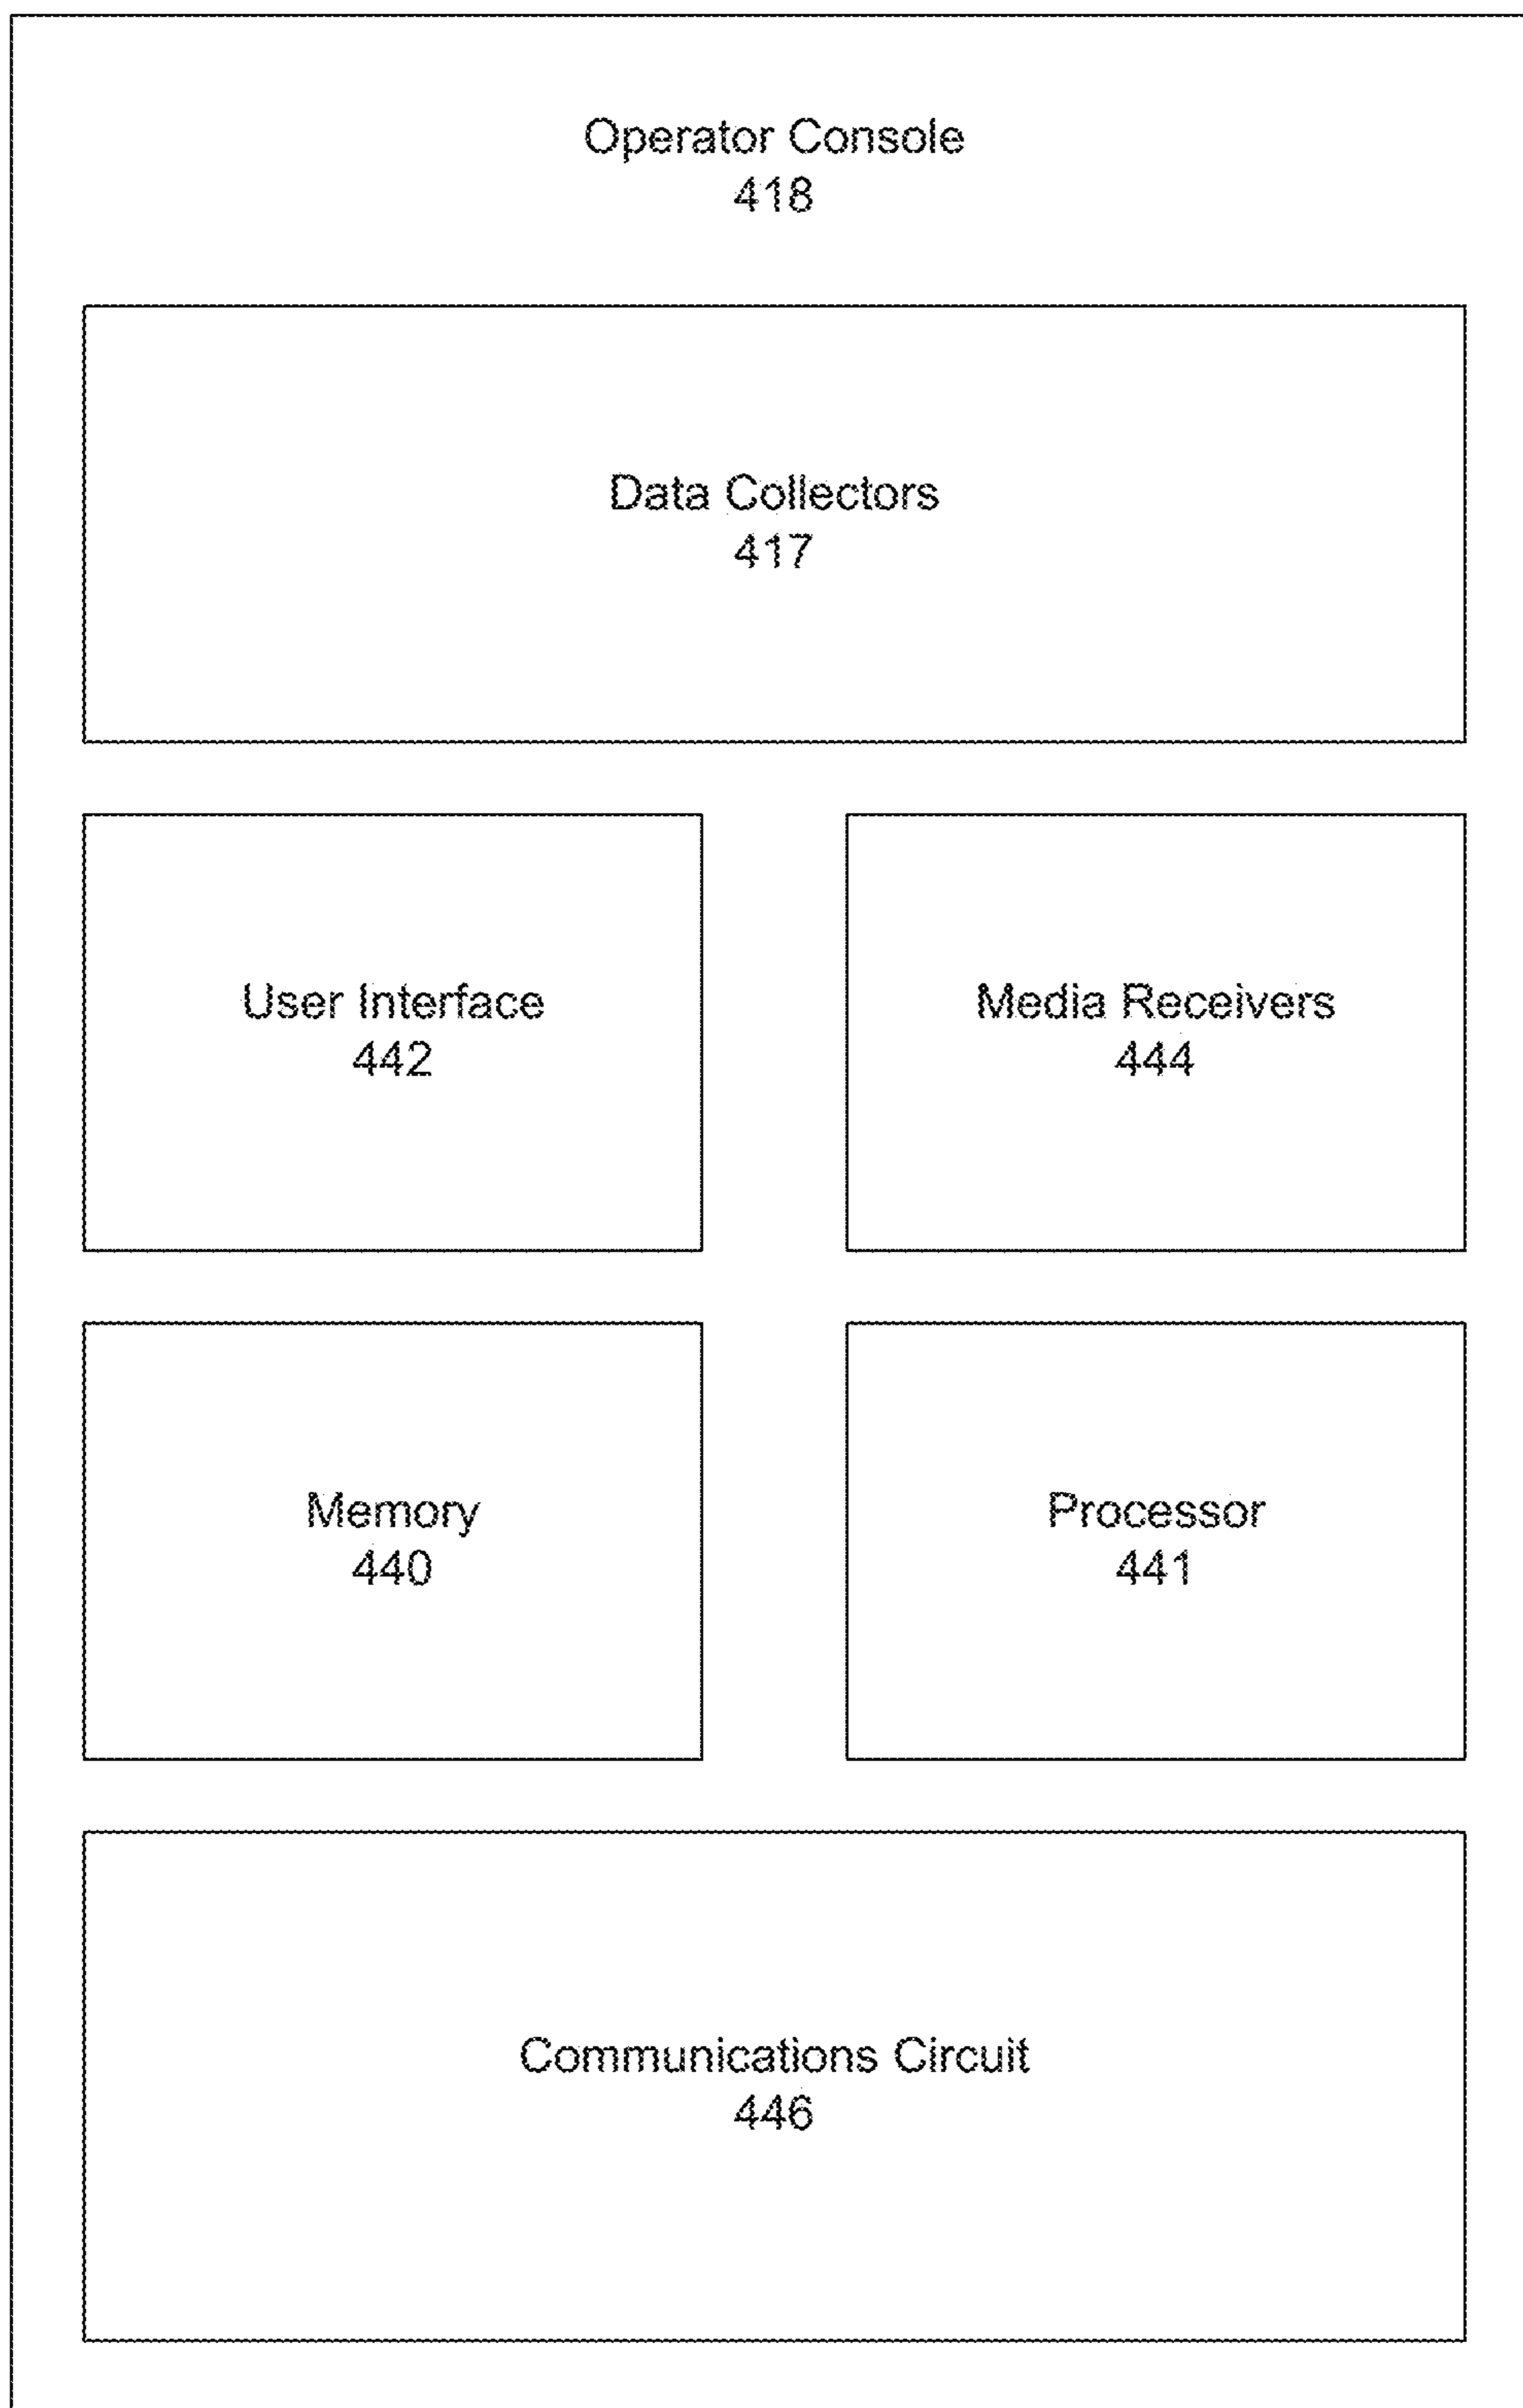 Operator Console
418
Data Collectors
417
User Interface
442
Media Receivers
444
Memory
440
Processor
441
Communications Circuit
446